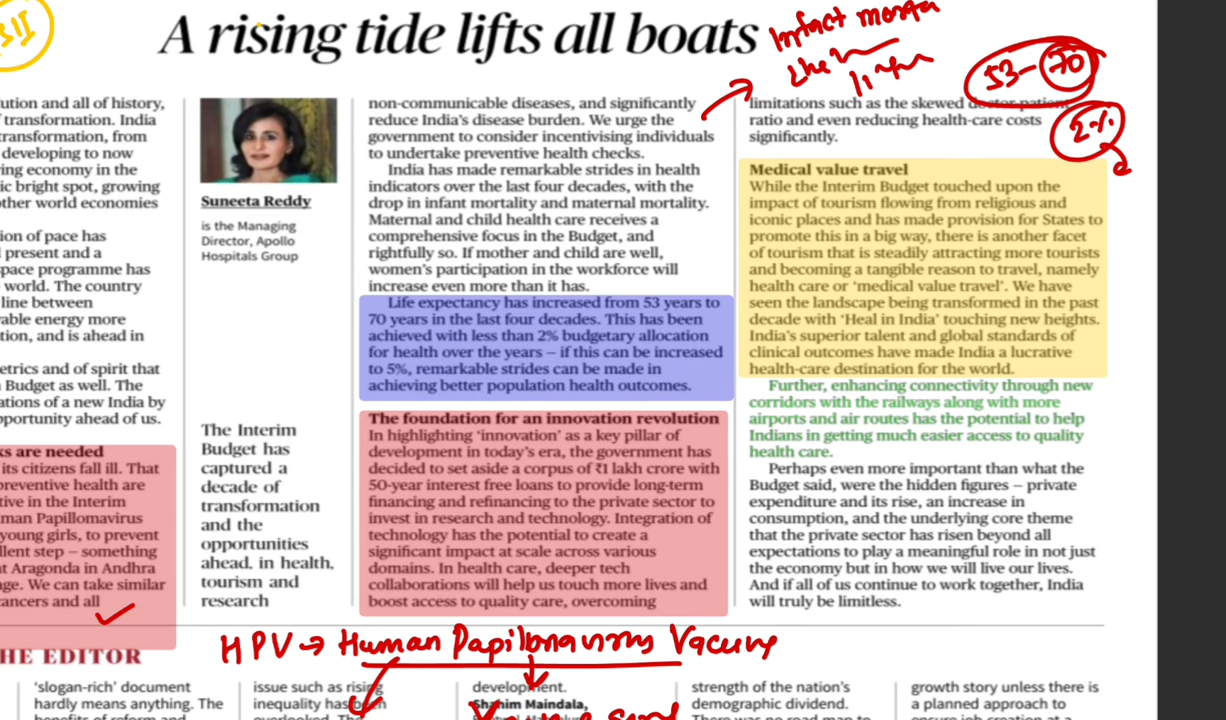 A rising tide lifts all boats
53-70
2%
ution and all of history,
transformation. India
transformation, from
developing to now
ing economy in the
ic bright spot, growing
other world economies
ion of pace has
present and a
space programme has
world. The country
line between
able energy more
tion, and is ahead in
etrics and of spirit that
Budget as well. The
ations of a new India by
opportunity ahead of us.
ks are needed
its citizens fall ill. That
preventive health are
tive in the Interim
man Papillomavirus
young girls, to prevent
llent step – something
at Aragonda in Andhra
age. We can take similar
cancers and all
Suneeta Reddy
is the Managing
Director, Apollo
Hospitals Group
The Interim
Budget has
captured a
decade of
transformation
and the
opportunities
ahead, in health,
tourism and
research
non-communicable diseases, and significantly
reduce India's disease burden. We urge the
government to consider incentivising individuals
to undertake preventive health checks.
India has made remarkable strides in health
indicators over the last four decades, with the
drop in infant mortality and maternal mortality.
Maternal and child health care receives a
comprehensive focus in the Budget, and
rightfully so. If mother and child are well,
women's participation in the workforce will
increase even more than it has.
Life expectancy has increased from 53 years to
70 years in the last four decades. This has been
achieved with less than 2% budgetary allocation
for health over the years – if this can be increased
to 5%, remarkable strides can be made in
achieving better population health outcomes.
The foundation for an innovation revolution
In highlighting 'innovation' as a key pillar of
development in today's era, the government has
decided to set aside a corpus of ₹1 lakh crore with
50-year interest free loans to provide long-term
financing and refinancing to the private sector to
invest in research and technology. Integration of
technology has the potential to create a
significant impact at scale across various
domains. In health care, deeper tech
collaborations will help us touch more lives and
boost access to quality care, overcoming
limitations such as the skewed doctor-patient
ratio and even reducing health-care costs
significantly.
Medical value travel
While the Interim Budget touched upon the
impact of tourism flowing from religious and
iconic places and has made provision for States to
promote this in a big way, there is another facet
of tourism that is steadily attracting more tourists
and becoming a tangible reason to travel, namely
health care or 'medical value travel'. We have
seen the landscape being transformed in the past
decade with 'Heal in India' touching new heights.
India's superior talent and global standards of
clinical outcomes have made India a lucrative
health-care destination for the world.
Further, enhancing connectivity through new
corridors with the railways along with more
airports and air routes has the potential to help
Indians in getting much easier access to quality
health care.
Perhaps even more important than what the
Budget said, were the hidden figures – private
expenditure and its rise, an increase in
consumption, and the underlying core theme
that the private sector has risen beyond all
expectations to play a meaningful role in not just
the economy but in how we will live our lives.
And if all of us continue to work together, India
will truly be limitless.
HPV → Human
HE EDITOR
'slogan-rich' document
hardly means anything. The
benefits of reform and
issue such as rising
inequality has been
overlooked. The
development.
Shahim Maindala,
strength of the nation's
demographic dividend.
There was no road map to
growth story unless there is
a planned approach to
ensure job creation at a